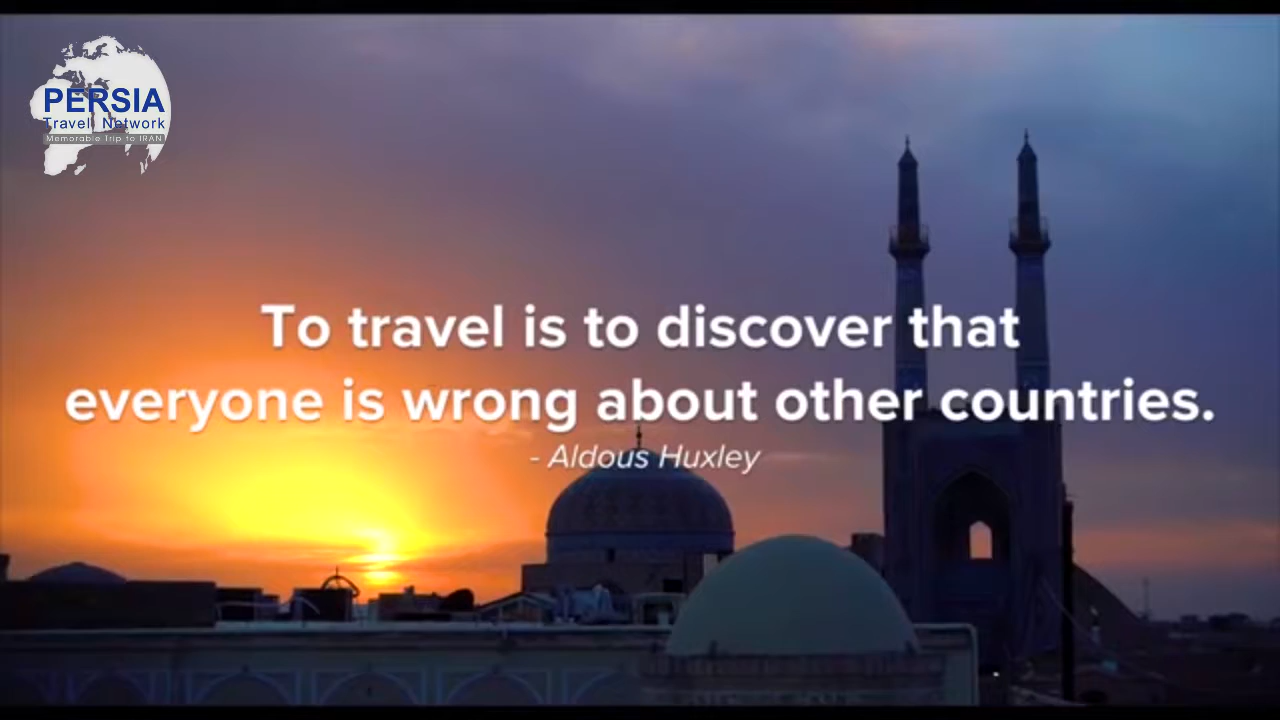 PERSIA
Travel Network
Memorable Trip to IRAN
To travel is to discover that
everyone is wrong about other countries.
- Aldous Huxley